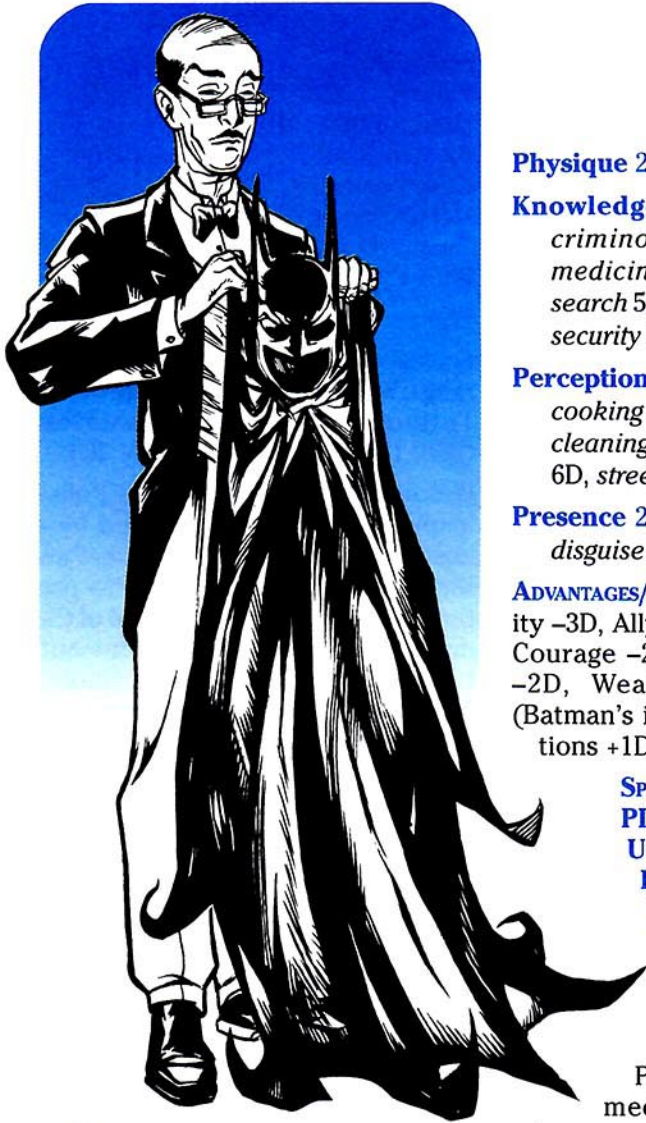 Physique 2
Knowledg
crimino
medicin
search 5
security
Perception
cooking
cleaning
6D, stree
Presence 2
disguise
ADVANTAGES/
ity –3D, All
Courage –2
–2D, Wea
(Batman's i
tions +1D
SP
PI
U
P
med